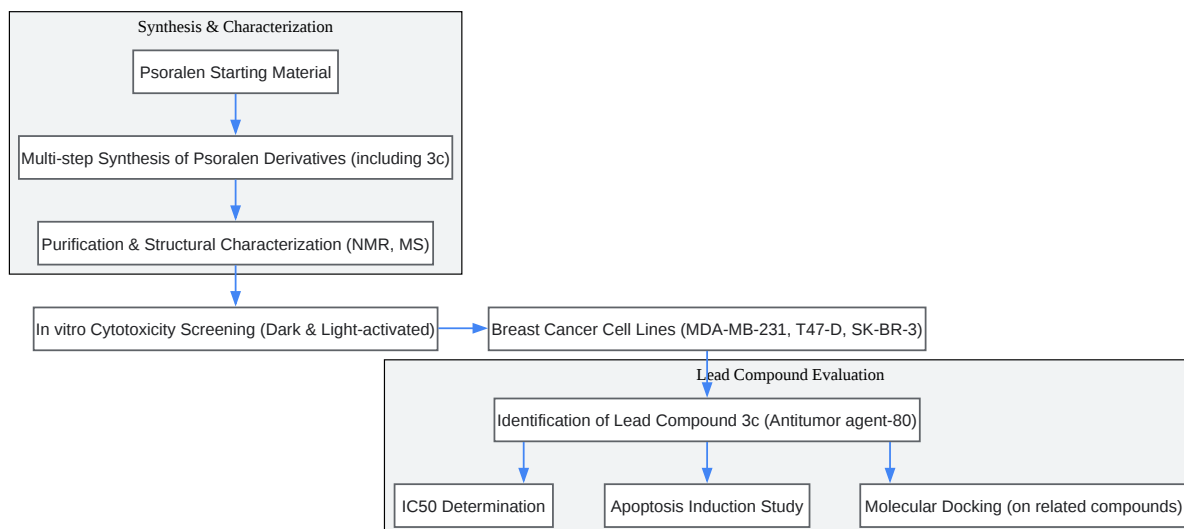 Synthesis & Characterization
Psoralen Starting Material
Multi-step Synthesis of Psoralen Derivatives (including 3c)
Purification & Structural Characterization (NMR, MS)
In vitro Cytotoxicity Screening (Dark & Light-activated)
Breast Cancer Cell Lines (MDA-MB-231, T47-D, SK-BR-3)
Lead Compound Evaluation
Identification of Lead Compound 3c (Antitumor agent-80)
IC50 Determination
Apoptosis Induction Study
Molecular Docking (on related compounds)